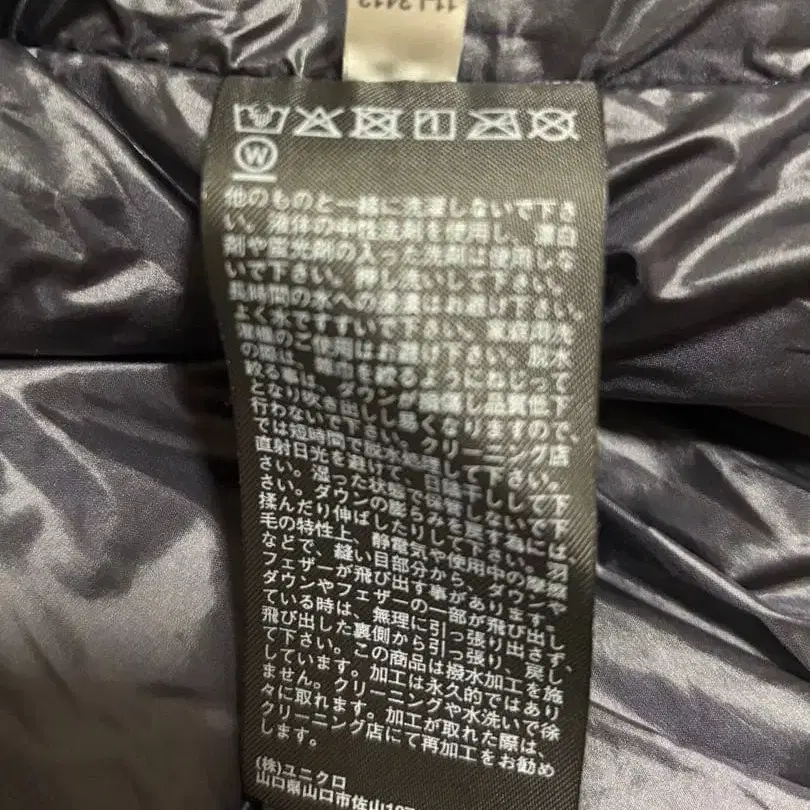 W
他のものと一緒に洗濯しないで下さ
い。液体の中性洗剤を使用し、漂白
剤や蛍光剤の入った洗剤は使用しな
いで下さい。押し洗いして下さい。
長時間の水への浸漬はお避け下さい。
よく水ですすいで下さい。
のご使用はお避け下さい。脱水
の際は、雑巾を絞るようにねじって
絞る事は、ダウンが し品質低下
となり吹き出し易くなりますので、
行わないで下さい。クリーニング店
では短時間で脱水処理して下さい。
直射日光を避けて、日陰干しして下
さい。湿った状態で保管しないで下
さい。ダウンの膨らみを戻す為には、
揉んだり伸ばしたりして下さい。羽
毛の特性上、静電気や使用中の摩擦
などで、縫い目部分から、ダウンや
フェザーが飛び出す事があります。
ダウンやフェザーの一部が飛び出し
ている時は、無理に引っ張り出さず、
飛び出した裏側から引っ張り、戻し
て下さい。この商品は撥水加工を施
しています。加工は永久的ではあり
ません。クリーニングや水洗いで徐
々に取れます。加工が取れた際は、
クリーニング店にて再加工をお勧め
します。
(株)ユニクロ
山口県山口市佐山